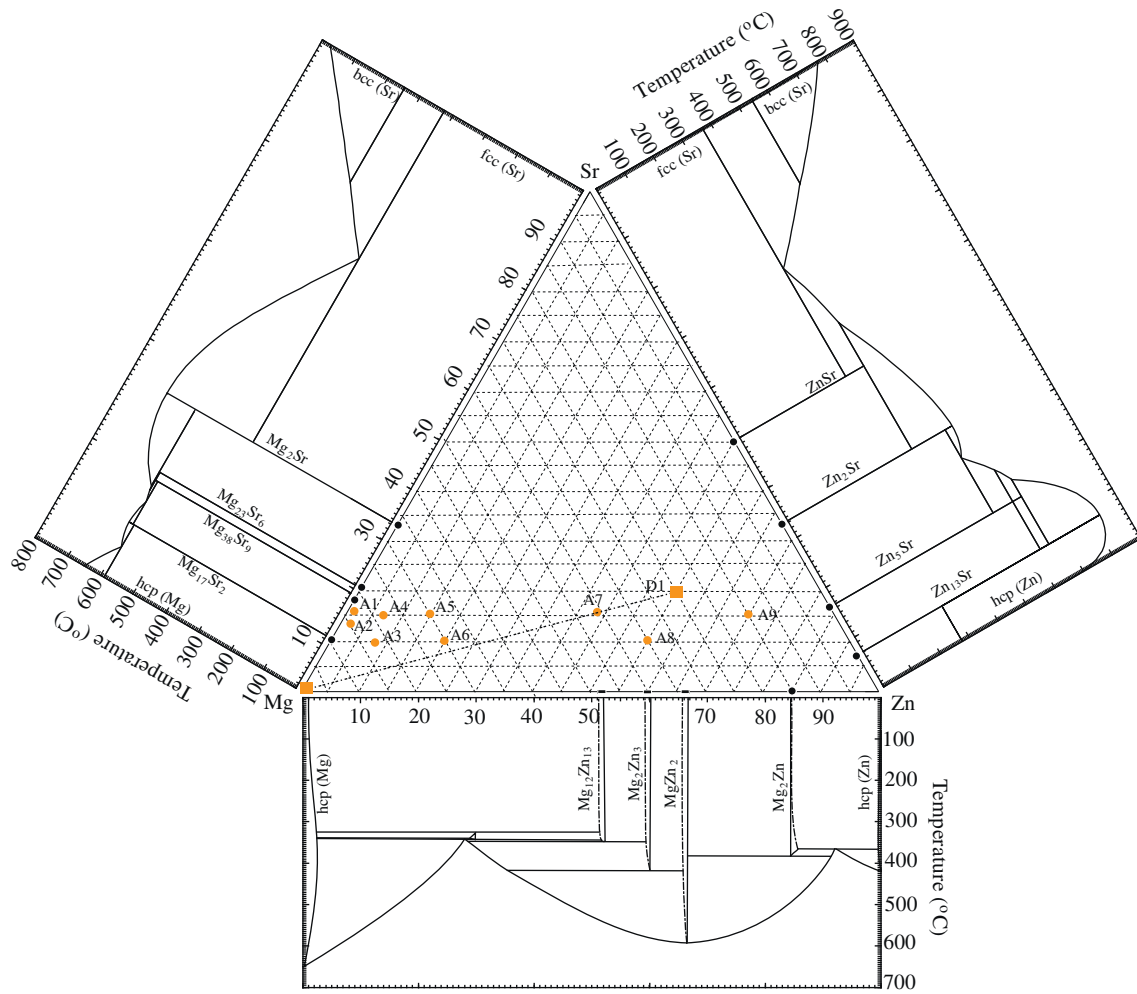 Temperature (°C)
100 200 300 400 500 600 700 800 900
bcc (Sr)
fcc (Sr)
Sr
bcc (Sr)
fcc (Sr)
90
80
70
60
50
40
30
10
ZnSr
Zn2Sr
Zn5Sr
Zn13Sr
hcp (Zn)
Mg2Sr
Mg23Sr6
Mg38Sr9
Mg17Sr2
hcp (Mg)
800 700 600 500 400 300 200 100
Temperature (°C)
D1
A1 A4 A5 A7 A9
A2
A3 A6 A8
Mg Zn
10 20 30 40 50 70 80 90
hcp (Mg)
Mg12Zn13
Mg2Zn3
MgZn2
Mg2Zn
hcp (Zn)
100
200
300
400
500
600
700
Temperature (°C)